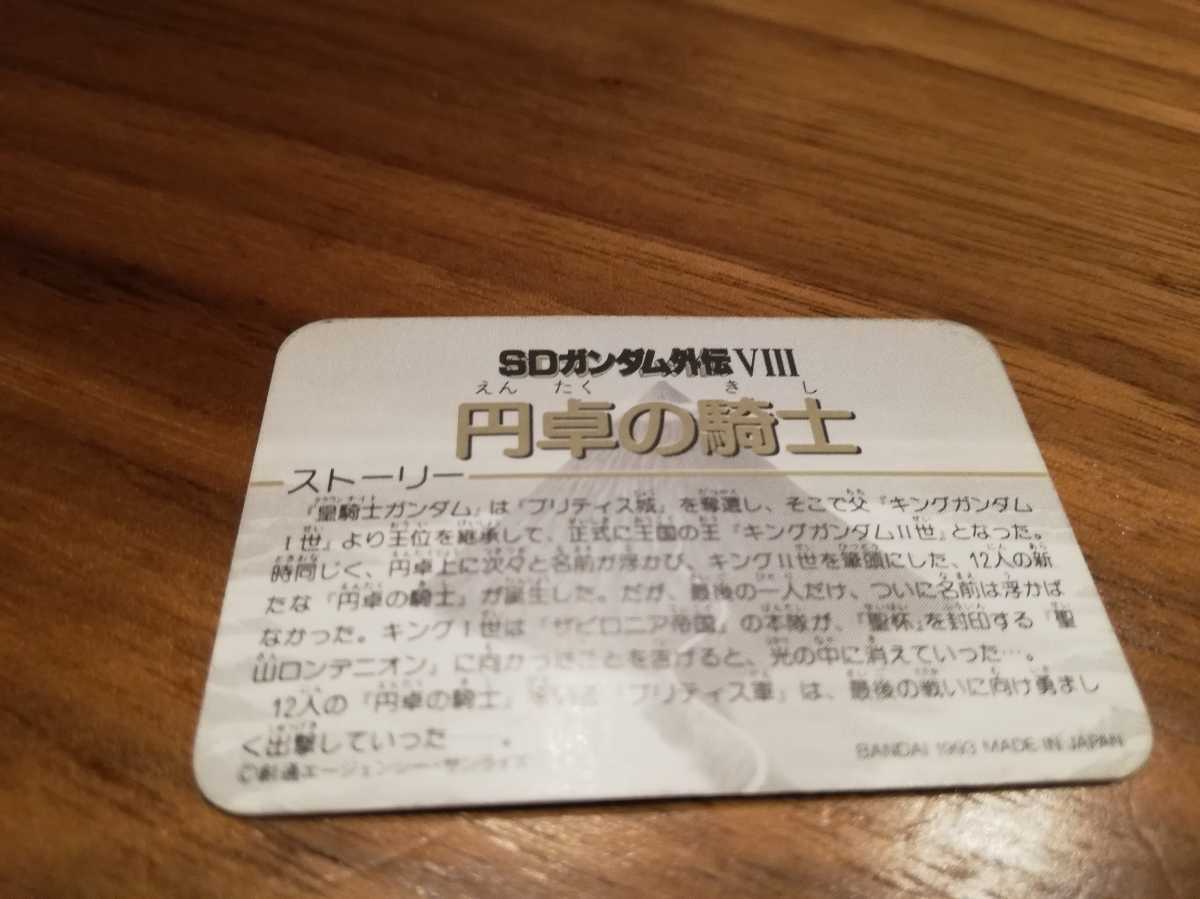 SDガンダム外伝VIII
えん たく き し
円卓の騎士
ストーリー
『皇騎士ガンダム』は『ブリティス城』を奪還し、そこで父『キングガンダム
I世』より王位を継承して、正式に王国の王『キングガンダムII世』となった。
時同じく、円卓上に次々と名前が浮かび、キングII世を筆頭にした、12人の新
たな『円卓の騎士』が誕生した。だが、最後の一人だけ、ついに名前は浮かば
なかった。キングI世は『ザビロニア帝国』の本隊が、『聖杯』を封印する『聖
山ロンデニオン』に向かったことを告げると、光の中に消えていった…。
12人の『円卓の騎士』率いる『ブリティス軍』は、最後の戦いに向け勇まし
く出撃していった――。
©創通エージェンシー・サンライズ
BANDAI 1993 MADE IN JAPAN